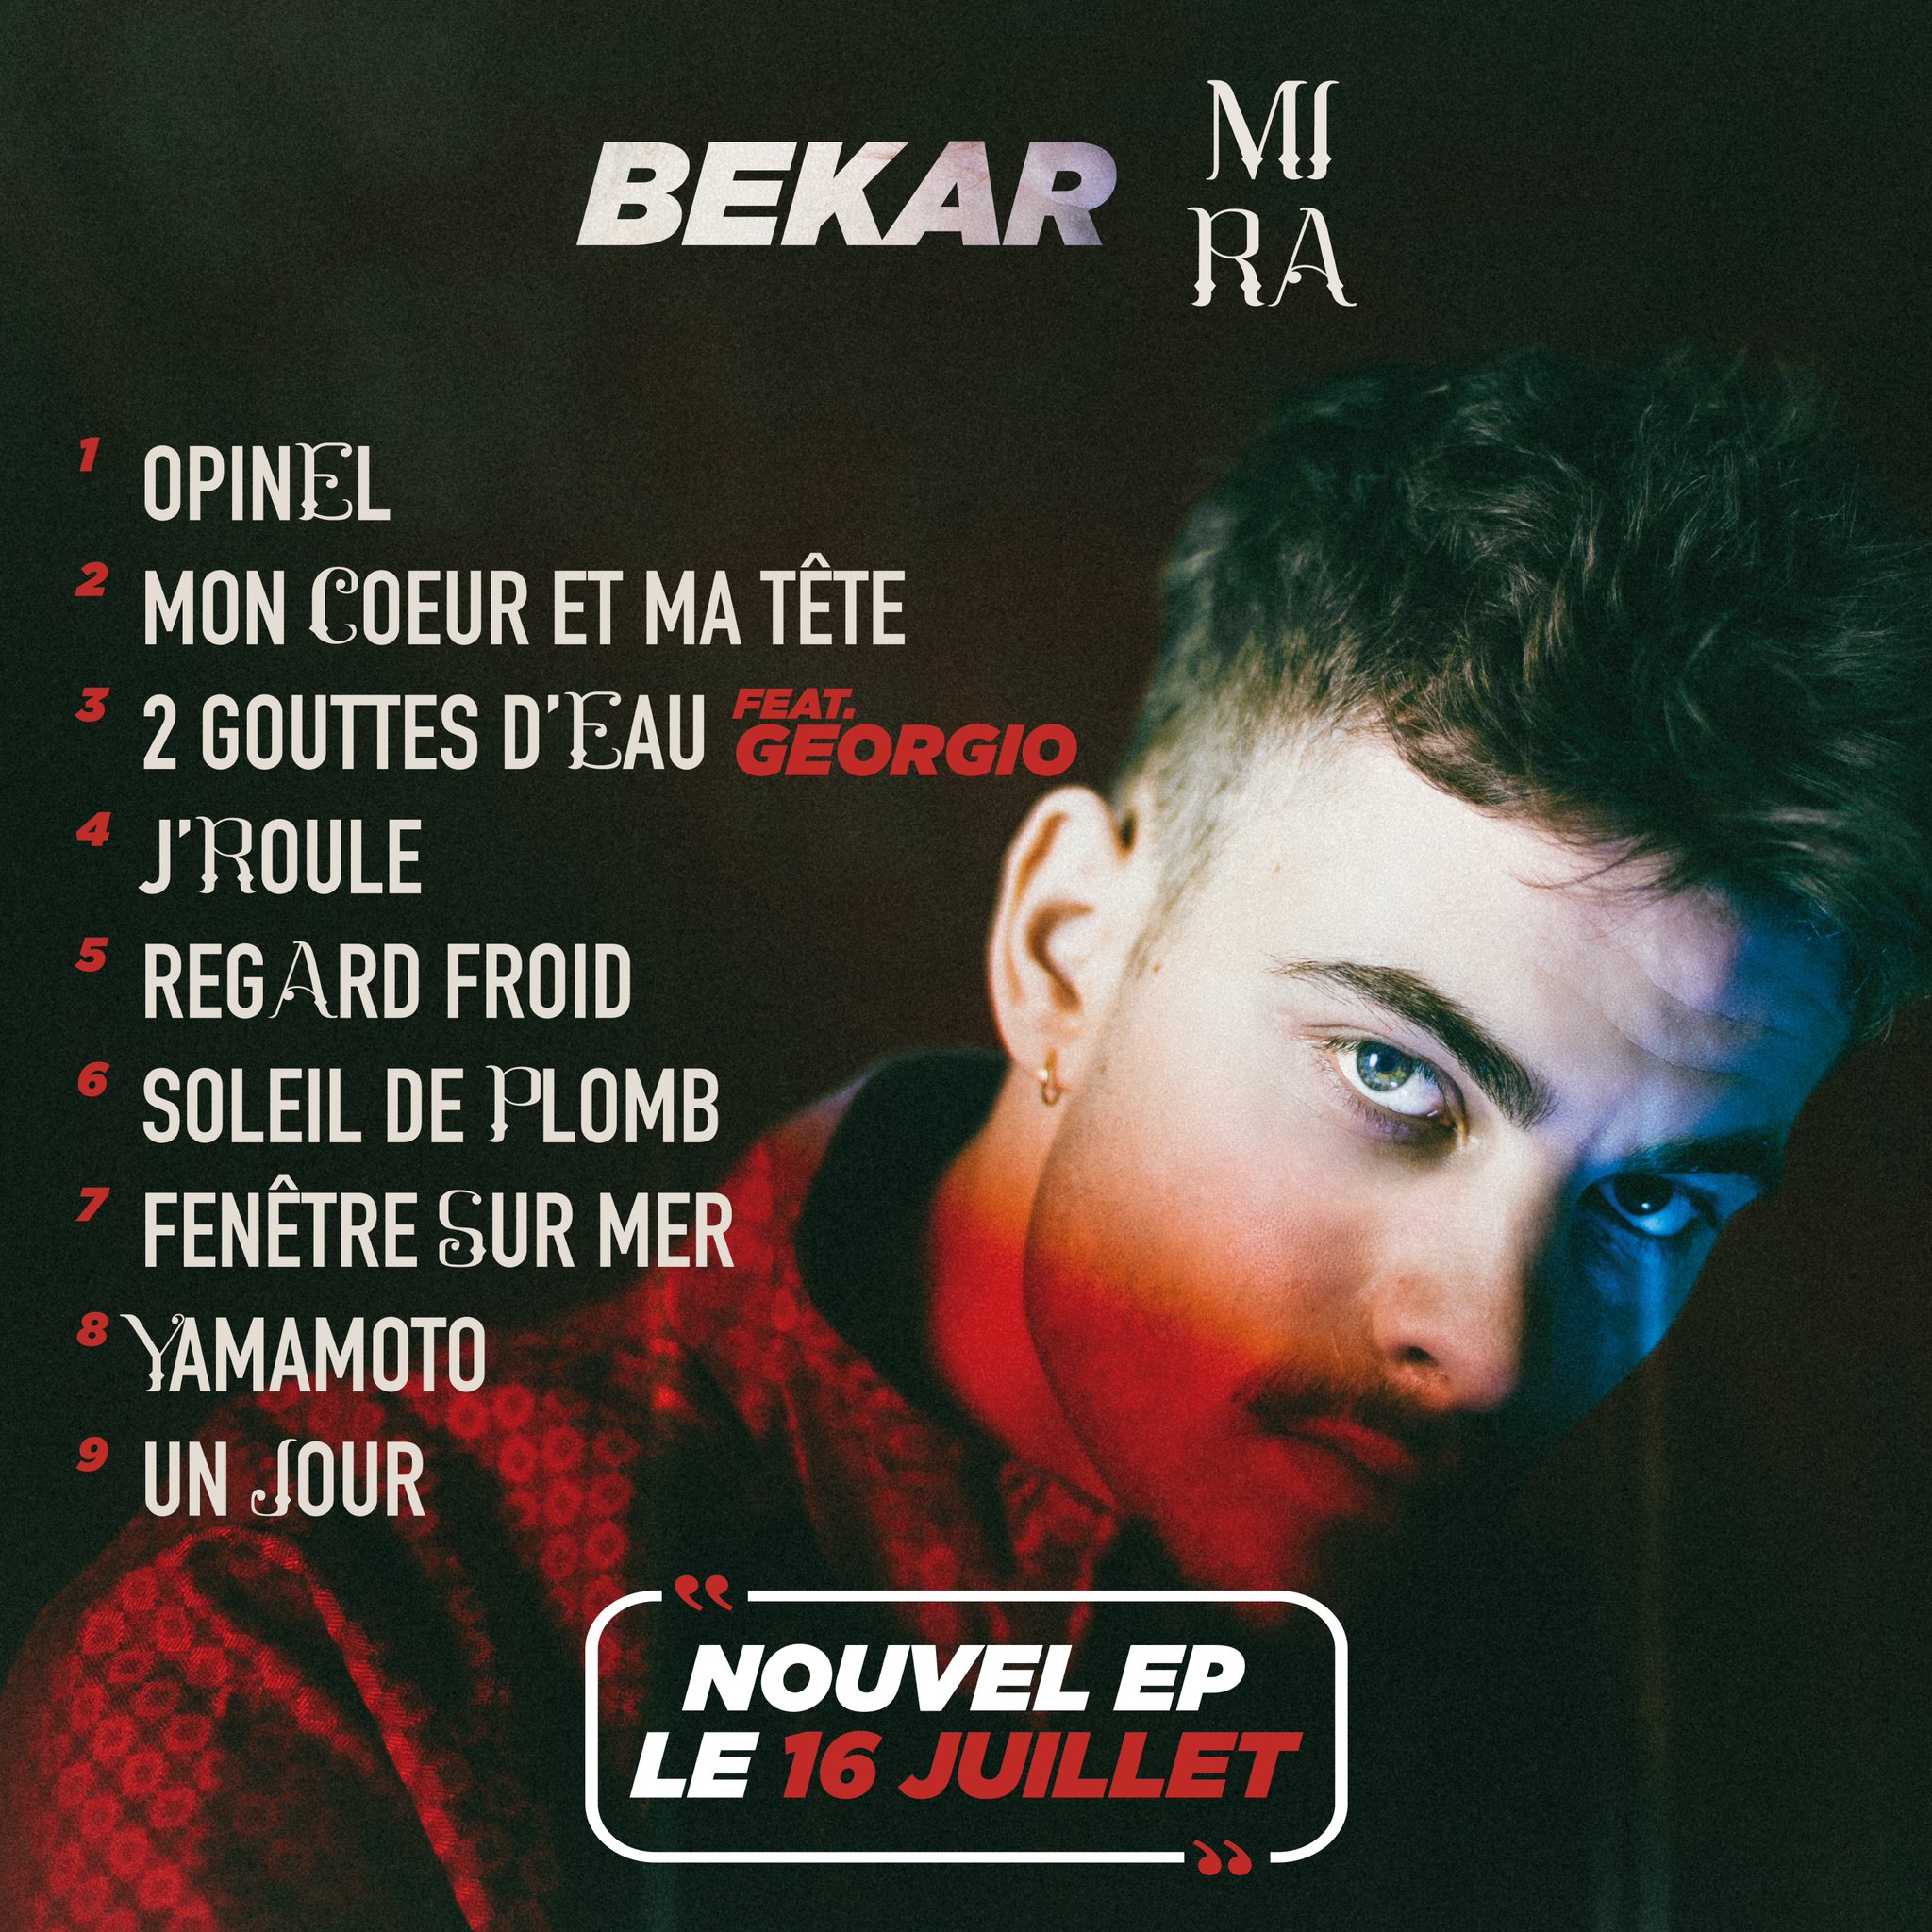 BEKAR
MI
RA
1 OPINEL
2 MON COEUR ET MA TÊTE
3 2 GOUTTES D'EAU FEAT. GEORGIO
4 J'ROULE
5 REGARD FROID
6 SOLEIL DE PLOMB
7 FENÊTRE SUR MER
8 YAMAMOTO
9 UN JOUR
“NOUVEL EP
LE 16 JUILLET”